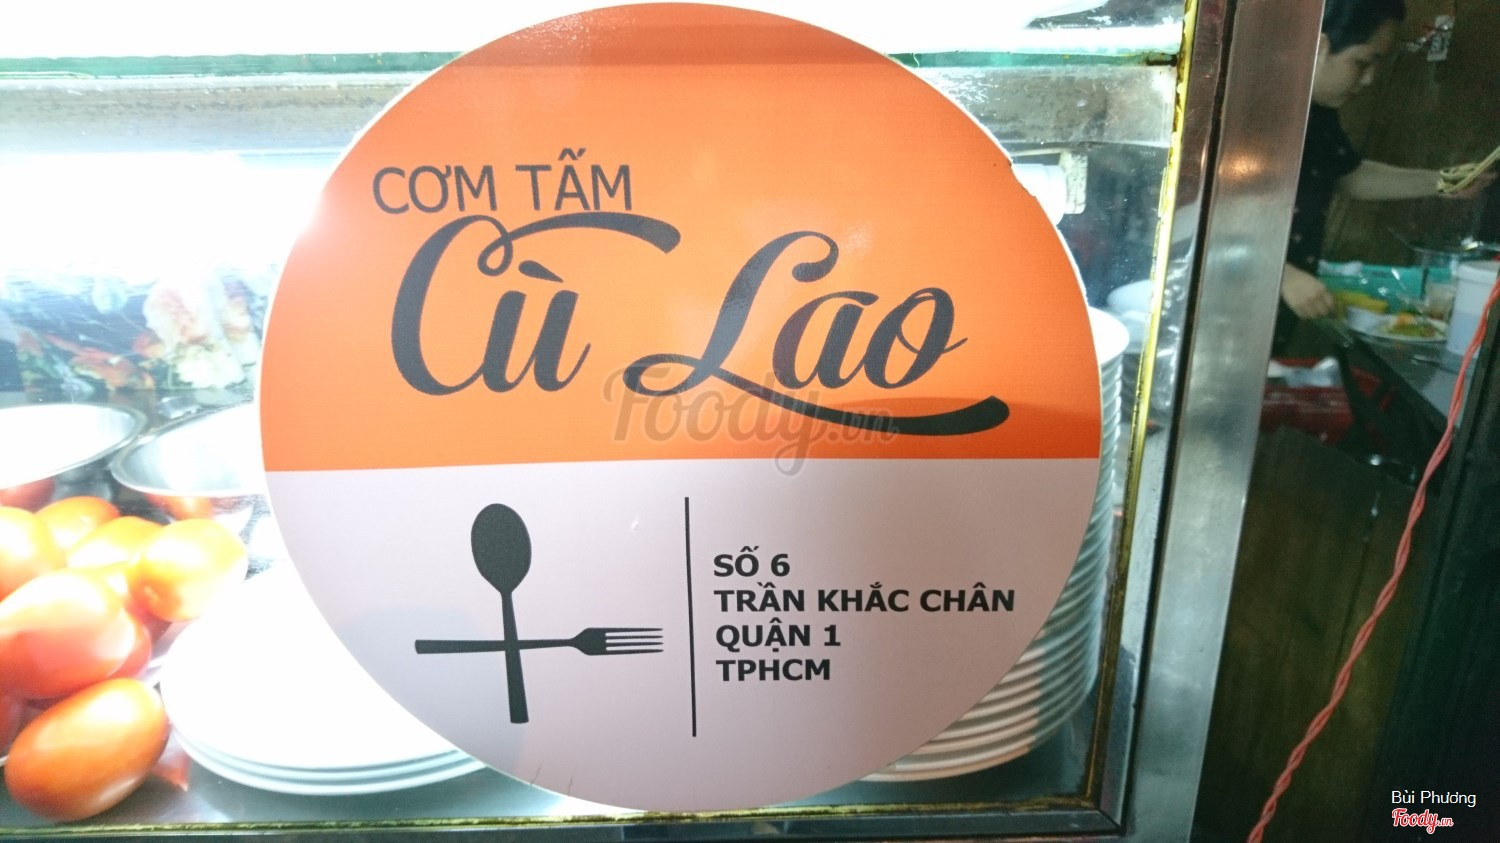 CƠM TẤM
Cù Lao
Foody.vn
SỐ 6
TRẦN KHẮC CHÂN
QUẬN 1
TPHCM
Bùi Phương
Foody.vn